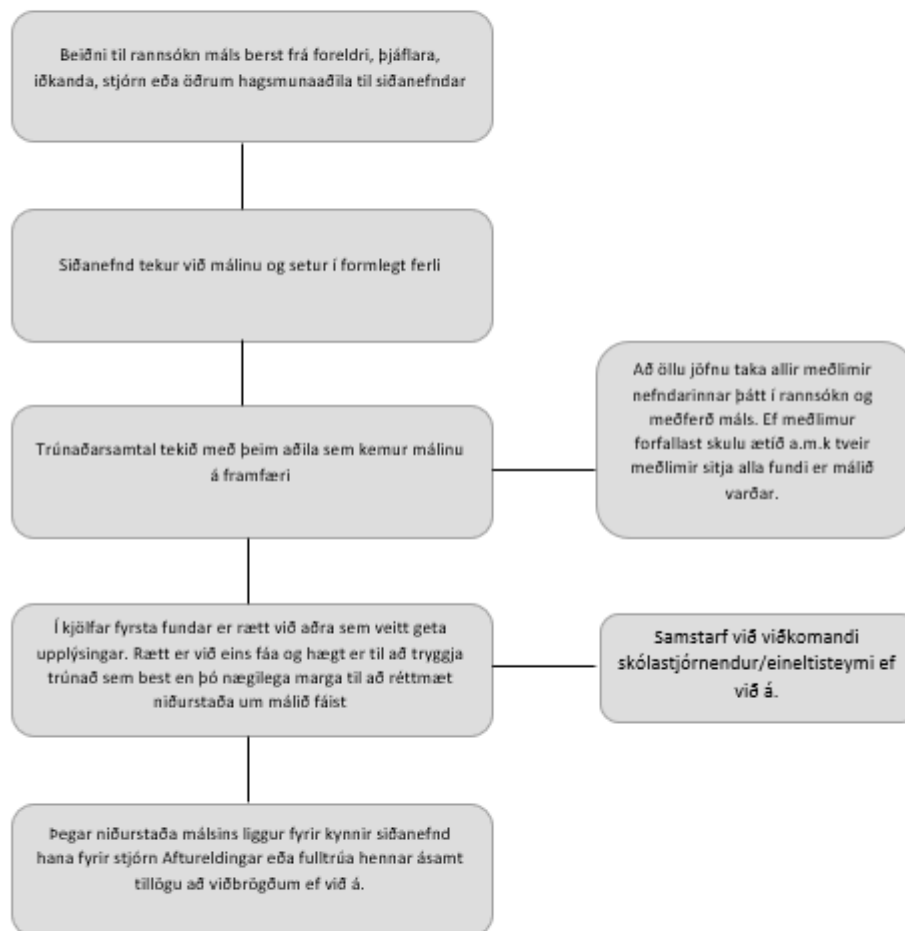 Beiðni til rannsókn máls berst frá foreldri, þjáflara,
iðkanda, stjórn eða öðrum hagsmunaaðila til siðanefndar
Siðanefnd tekur við málinu og setur í formlegt ferli
Trúnaðarsamtal tekið með þeim aðila sem kemur málinu
á framfæri
Að öllu jöfnu taka allir meðlimir
nefndarinnar þátt í rannsókn og
meðferð máls. Ef meðlimur
forfallast skulu ætíð a.m.k tveir
meðlimir sitja alla fundi er málið
varðar.
Í kjölfar fyrsta fundar er rætt við aðra sem veitt geta
upplýsingar. Rætt er við eins fáa og hægt er til að tryggja
trúnað sem best en þó nægilega marga til að réttmæt
niðurstaða um málið fáist
Samstarf við viðkomandi
skólastjórnendur/eineltisteymi ef
við á.
Þegar niðurstaða málsins liggur fyrir kynnir siðanefnd
hana fyrir stjórn Aftureldingar eða fulltrúa hennar ásamt
tillögu að viðbrögðum ef við á.